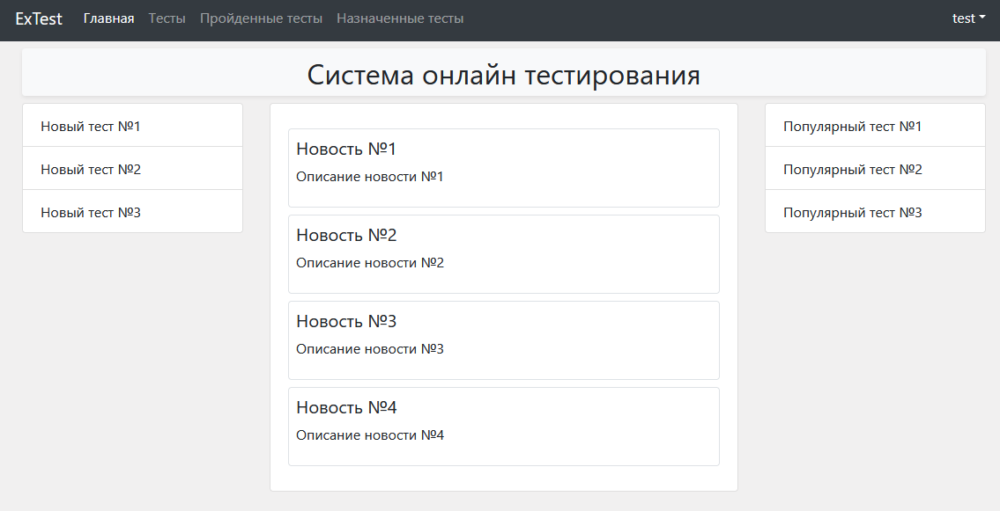 ExTest Главная Тесты Пройденные тесты Назначенные тесты test
Система онлайн тестирования
Новый тест №1
Новый тест №2
Новый тест №3
Новость №1
Описание новости №1
Новость №2
Описание новости №2
Новость №3
Описание новости №3
Новость №4
Описание новости №4
Популярный тест №1
Популярный тест №2
Популярный тест №3